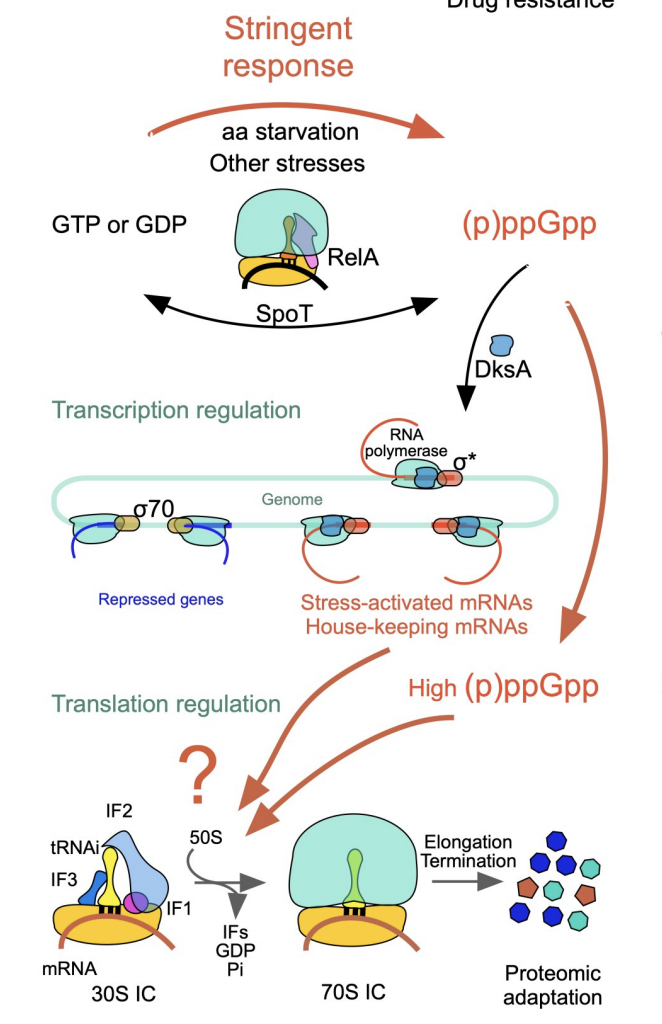 Drug resistance
Stringent
response
aa starvation
Other stresses
GTP or GDP
(p)ppGpp
RelA
SpoT
DksA
Transcription regulation
RNA
polymerase
σ*
Genome
σ70
Repressed genes
Stress-activated mRNAs
House-keeping mRNAs
High (p)ppGpp
Translation regulation
?
IF2
50S
tRNAi
Elongation
Termination
IF3
IF1
IFs
GDP
Pi
mRNA
30S IC
70S IC
Proteomic
adaptation